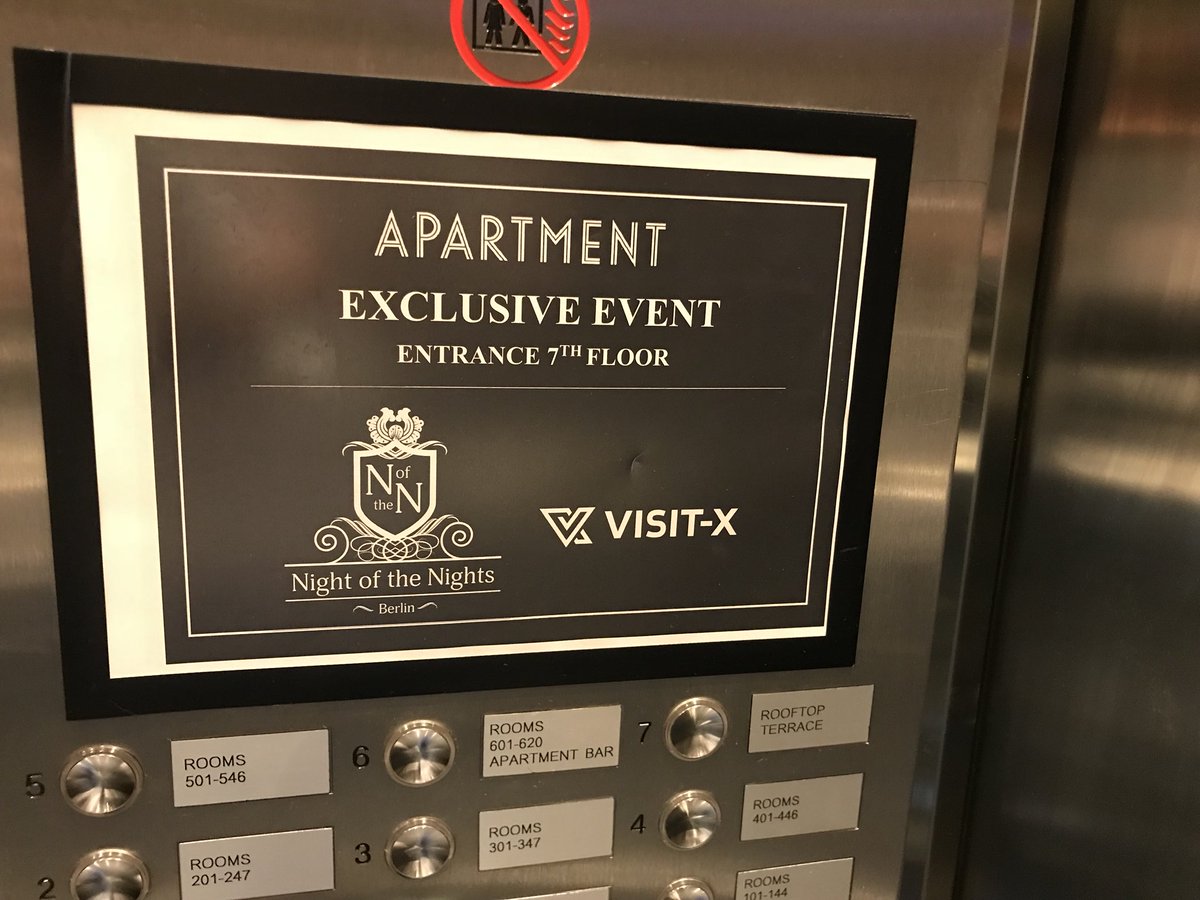 APARTMENT
EXCLUSIVE EVENT
ENTRANCE 7TH FLOOR
N of
the N
Night of the Nights
Berlin
VISIT-X
5
ROOMS
501-546
6
ROOMS
601-620
APARTMENT BAR
7
ROOFTOP
TERRACE
2
ROOMS
201-247
3
ROOMS
301-347
4
ROOMS
401-446
ROOMS
101-144